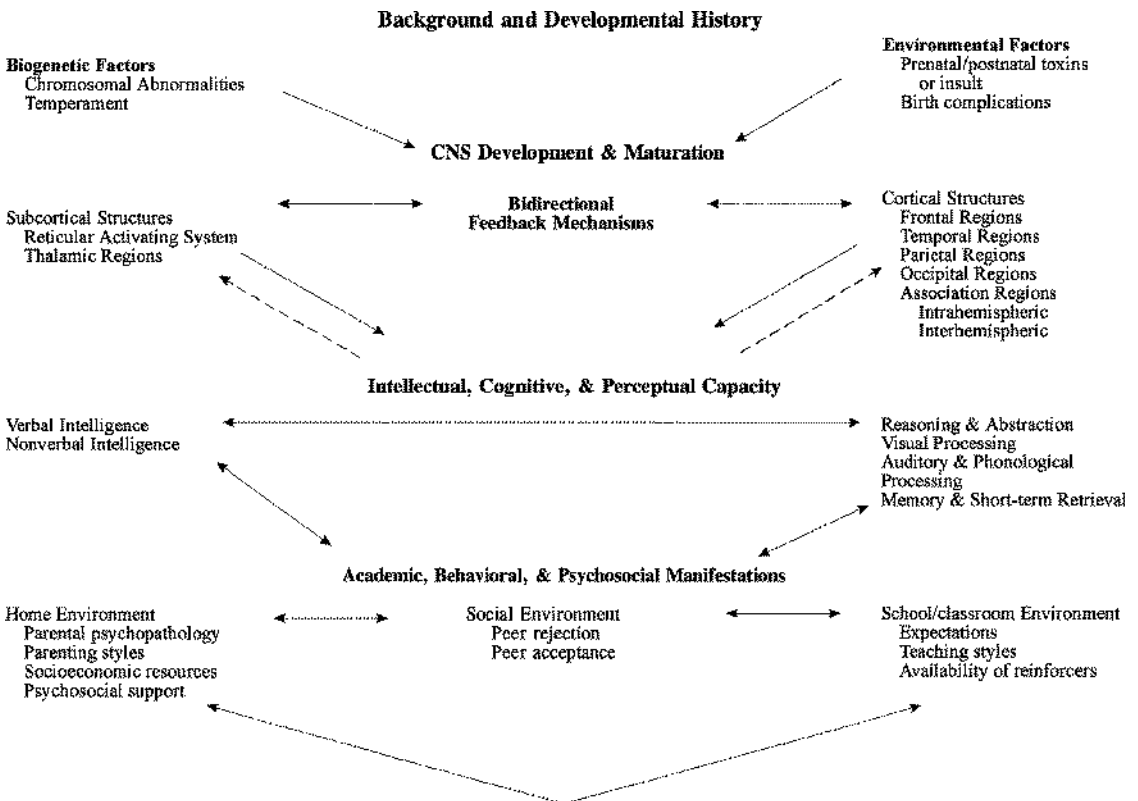 Background and Developmental History
Biogenetic Factors
Chromosomal Abnormalities
Temperament
Environmental Factors
Prenatal/postnatal toxins
or insult
Birth complications
CNS Development & Maturation
Subcortical Structures
Reticular Activating System
Thalamic Regions
Bidirectional
Feedback Mechanisms
Cortical Structures
Frontal Regions
Temporal Regions
Parietal Regions
Occipital Regions
Association Regions
Intrahemispheric
Interhemispheric
Intellectual, Cognitive, & Perceptual Capacity
Verbal Intelligence
Nonverbal Intelligence
Reasoning & Abstraction
Visual Processing
Auditory & Phonological
Processing
Memory & Short-term Retrieval
Academic, Behavioral, & Psychosocial Manifestations
Home Environment
Parental psychopathology
Parenting styles
Socioeconomic resources
Psychosocial support
Social Environment
Peer rejection
Peer acceptance
School/classroom Environment
Expectations
Teaching styles
Availability of reinforcers